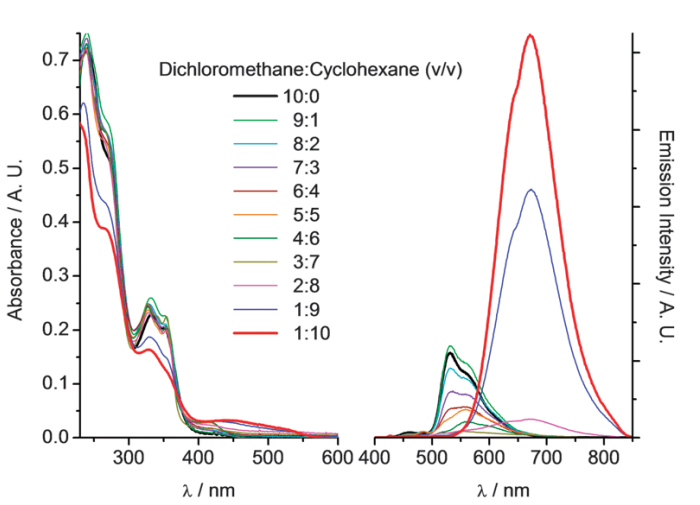 Dichloromethane:Cyclohexane (v/v)
10:0
9:1
8:2
7:3
6:4
5:5
4:6
3:7
2:8
1:9
1:10
Absorbance / A. U.
0.7
0.6
0.5
0.4
0.3
0.2
0.1
0.0
300 400 500 600
λ / nm
400 500 600 700 800
λ / nm
Emission Intensity / A. U.